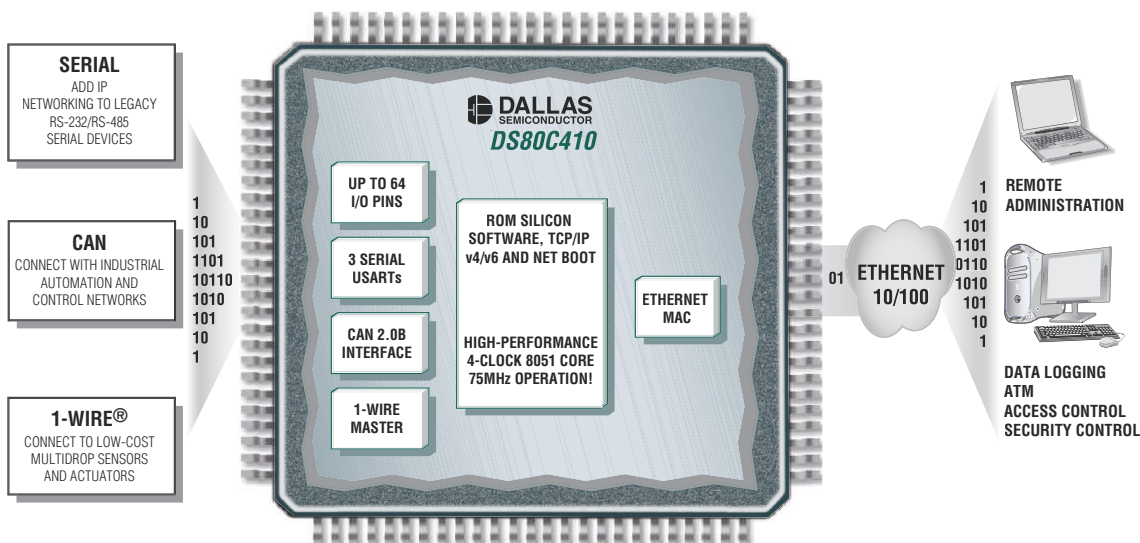 SERIAL
ADD IP
NETWORKING TO LEGACY
RS-232/RS-485
SERIAL DEVICES
CAN
CONNECT WITH INDUSTRIAL
AUTOMATION AND
CONTROL NETWORKS
1-WIRE®
CONNECT TO LOW-COST
MULTIDROP SENSORS
AND ACTUATORS
1
10
101
1101
10110
1010
101
10
1
DALLAS
SEMICONDUCTOR
DS80C410
UP TO 64
I/O PINS
3 SERIAL
USARTs
CAN 2.0B
INTERFACE
1-WIRE
MASTER
ROM SILICON
SOFTWARE, TCP/IP
v4/v6 AND NET BOOT
HIGH-PERFORMANCE
4-CLOCK 8051 CORE
75MHz OPERATION!
ETHERNET
MAC
01
ETHERNET
10/100
1
10
101
1101
0110
1010
101
10
1
REMOTE
ADMINISTRATION
DATA LOGGING
ATM
ACCESS CONTROL
SECURITY CONTROL